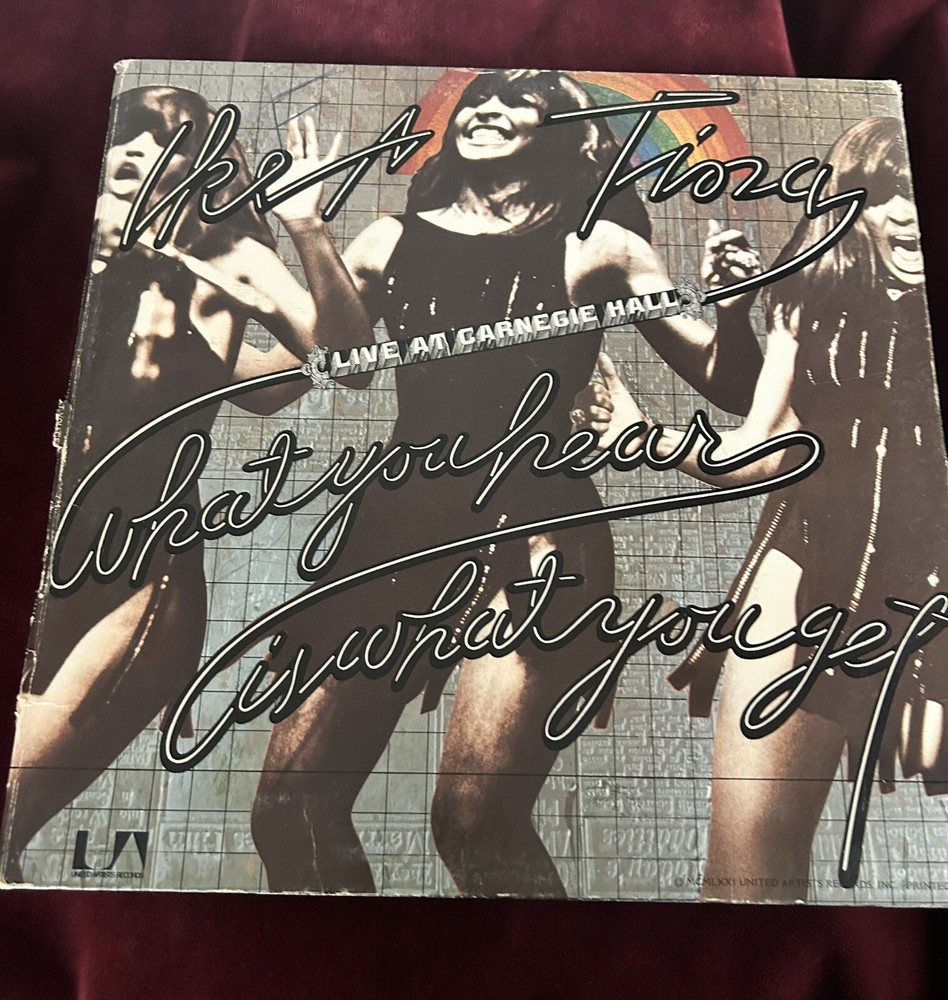 Ike & Tina
LIVE AT CARNEGIE HALL
What you hear
is what you get
UA
UNITED ARTISTS RECORDS
© MCMLXXI UNITED ARTISTS RECORDS, INC. PRINTED